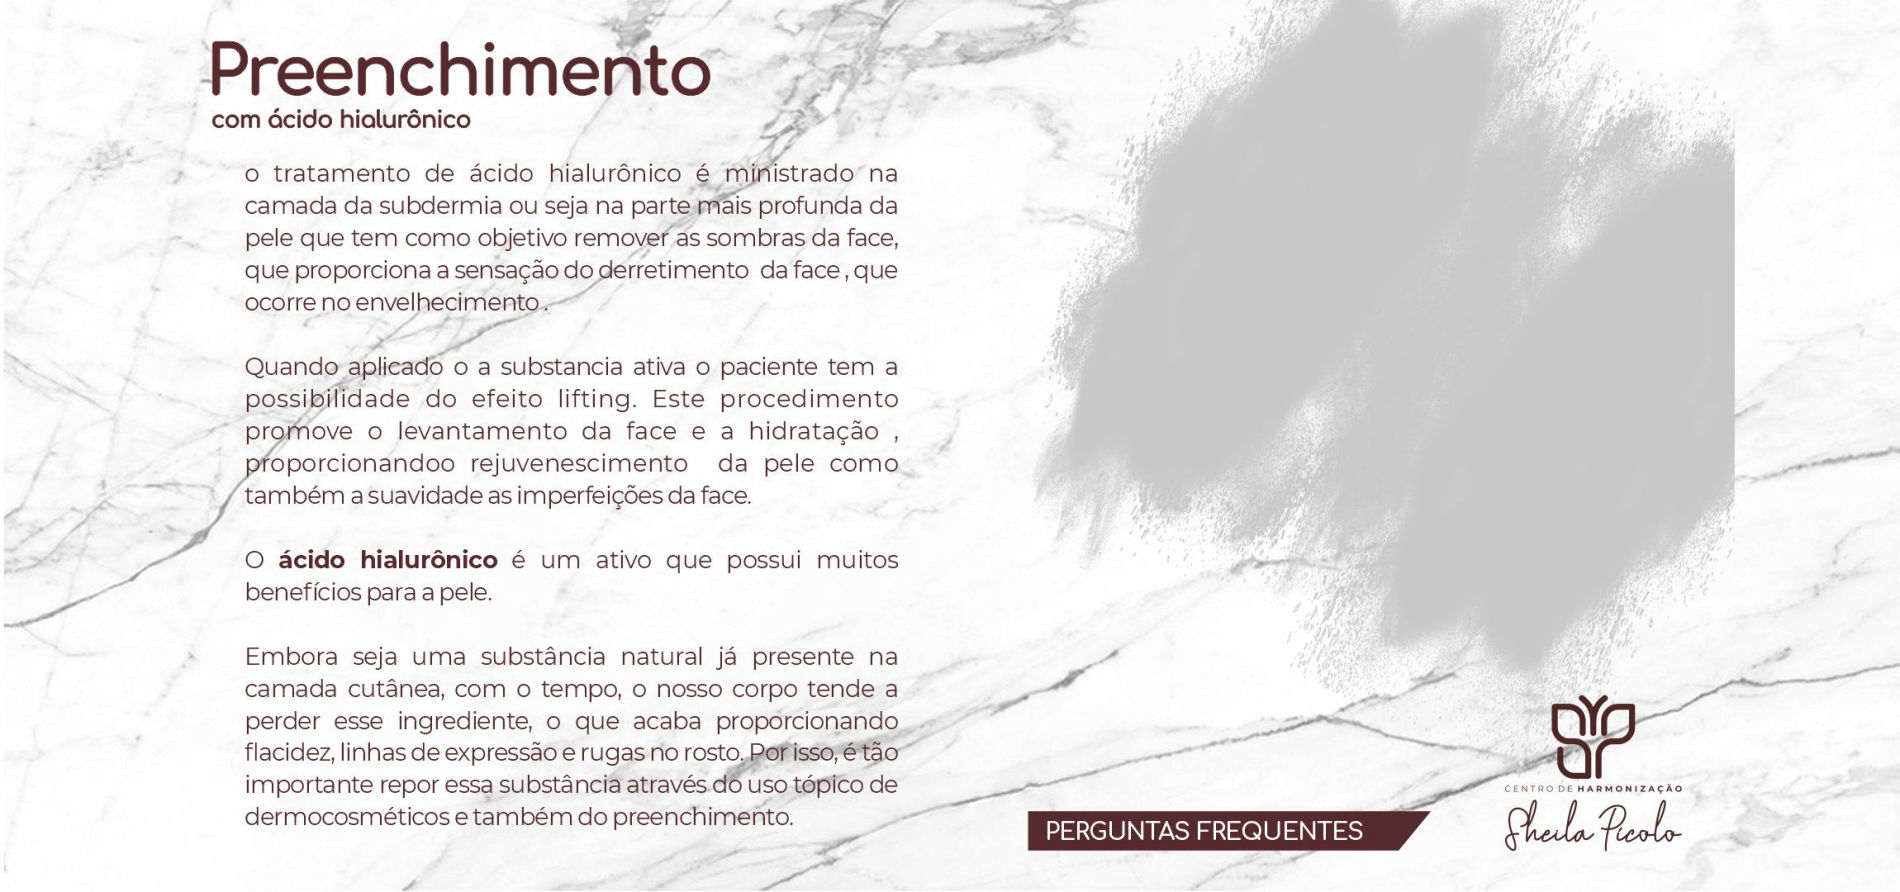 Preenchimento
com ácido hialurônico
o tratamento de ácido hialurônico é ministrado na
camada da subdermia ou seja na parte mais profunda da
pele que tem como objetivo remover as sombras da face,
que proporciona a sensação do derretimento da face , que
ocorre no envelhecimento .
Quando aplicado o a substancia ativa o paciente tem a
possibilidade do efeito lifting. Este procedimento
promove o levantamento da face e a hidratação ,
proporcionandoo rejuvenescimento da pele como
também a suavidade as imperfeições da face.
O ácido hialurônico é um ativo que possui muitos
benefícios para a pele.
Embora seja uma substância natural já presente na
camada cutânea, com o tempo, o nosso corpo tende a
perder esse ingrediente, o que acaba proporcionando
flacidez, linhas de expressão e rugas no rosto. Por isso, é tão
importante repor essa substância através do uso tópico de
dermocosméticos e também do preenchimento.
PERGUNTAS FREQUENTES
CENTRO DE HARMONIZAÇÃO
Sheila Picolo